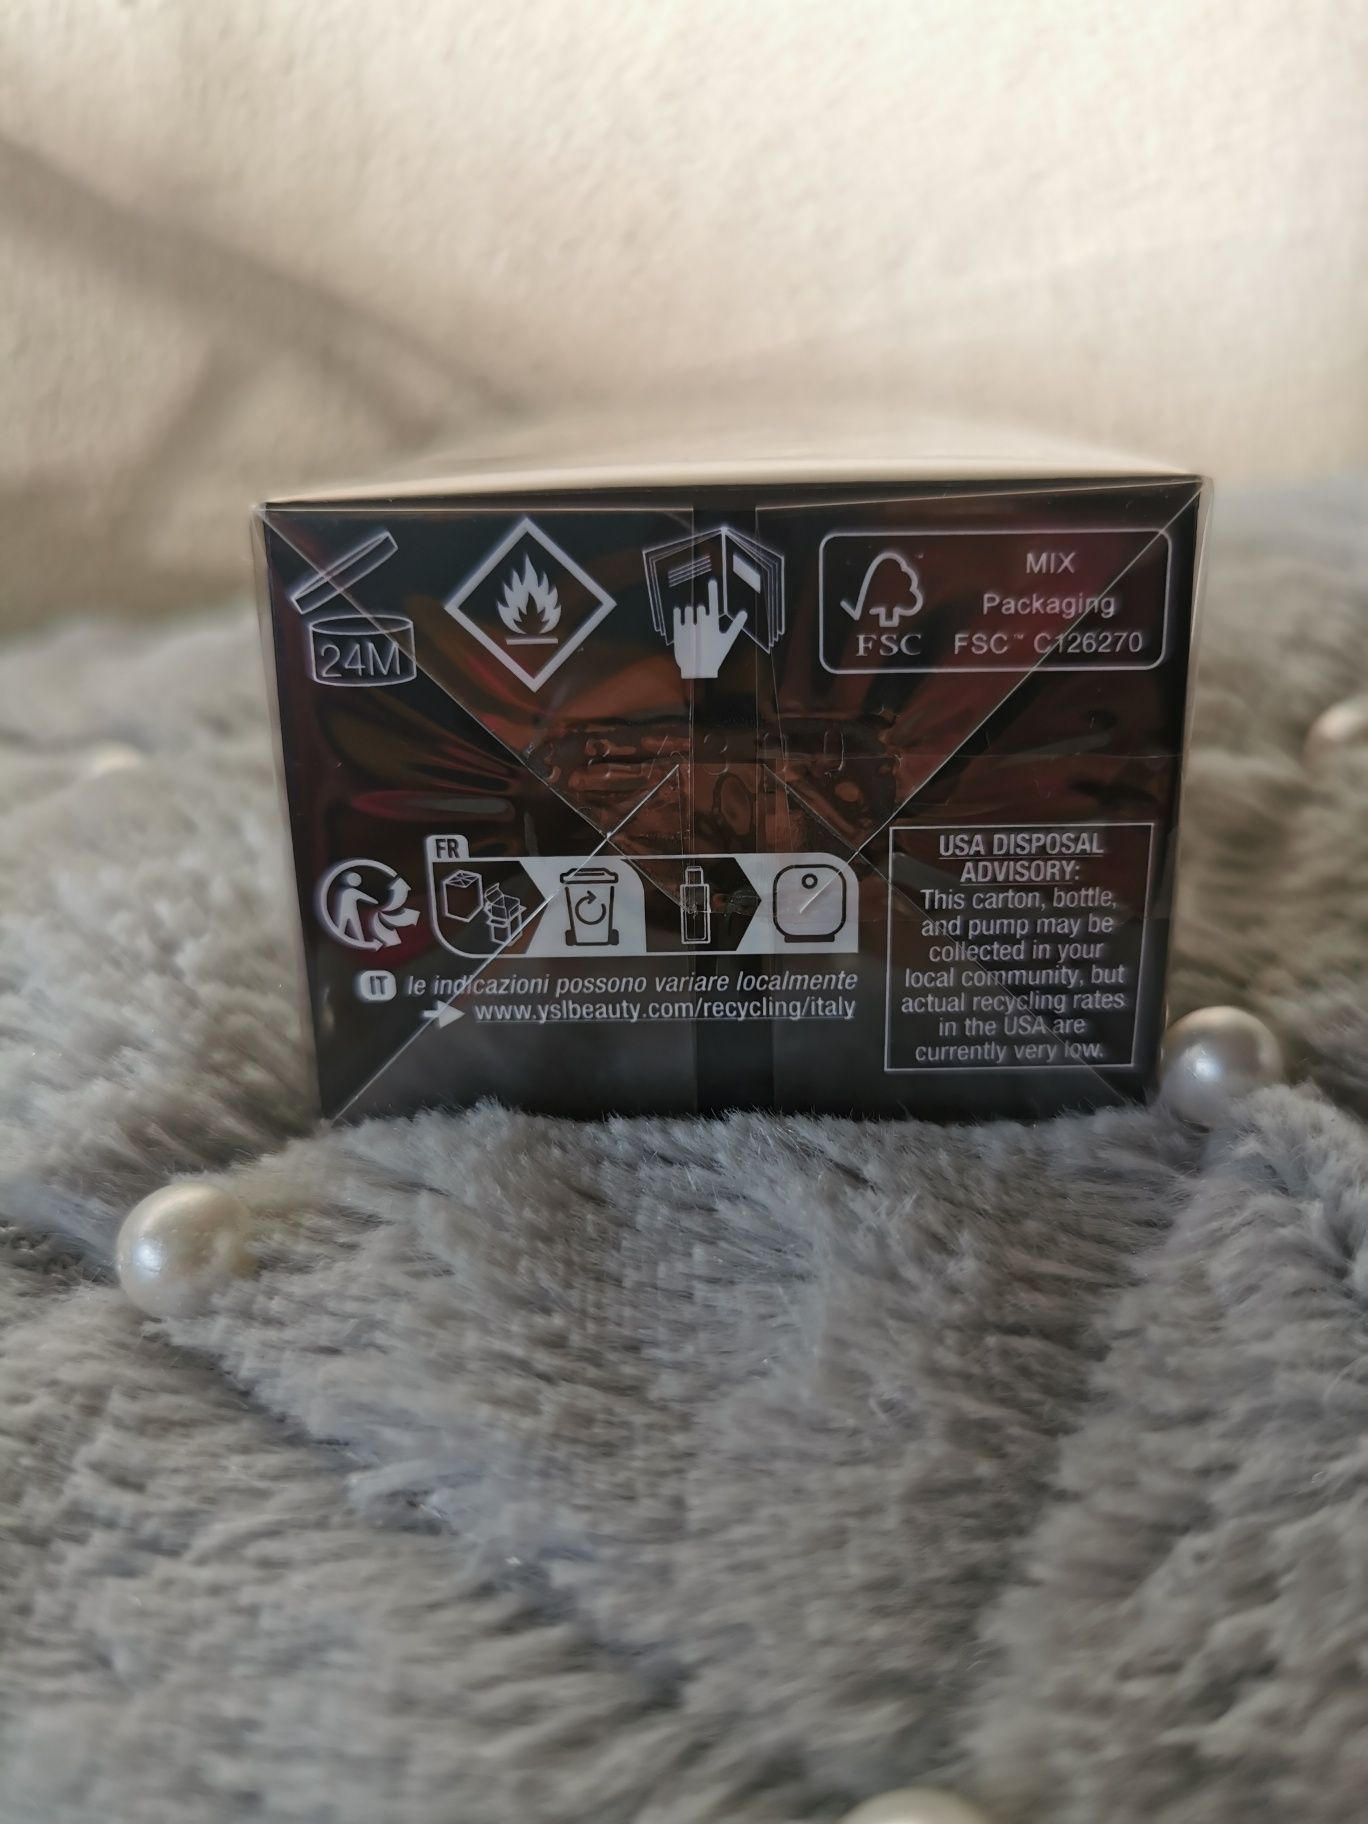 24M
FSC
MIX
Packaging
FSC™ C126270
FR
IT le indicazioni possono variare localmente
www.yslbeauty.com/recycling/italy
USA DISPOSAL
ADVISORY:
This carton, bottle,
and pump may be
collected in your
local community, but
actual recycling rates
in the USA are
currently very low.